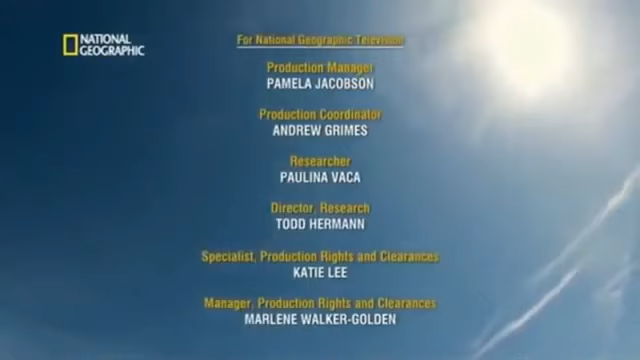 NATIONAL
GEOGRAPHIC
For National Geographic Television
Production Manager
PAMELA JACOBSON
Production Coordinator
ANDREW GRIMES
Researcher
PAULINA VACA
Director, Research
TODD HERMANN
Specialist, Production Rights and Clearances
KATIE LEE
Manager, Production Rights and Clearances
MARLENE WALKER-GOLDEN